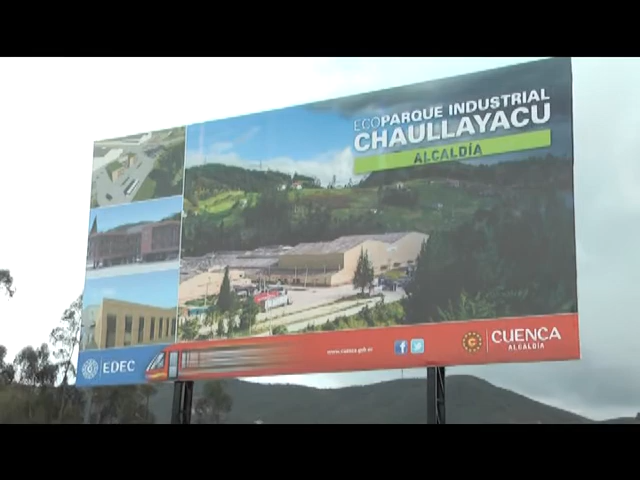 ECOPARQUE INDUSTRIAL
CHAULLAYACU
ALCALDÍA
EDEC
www.cuenca.gob.ec
CUENCA
ALCALDÍA